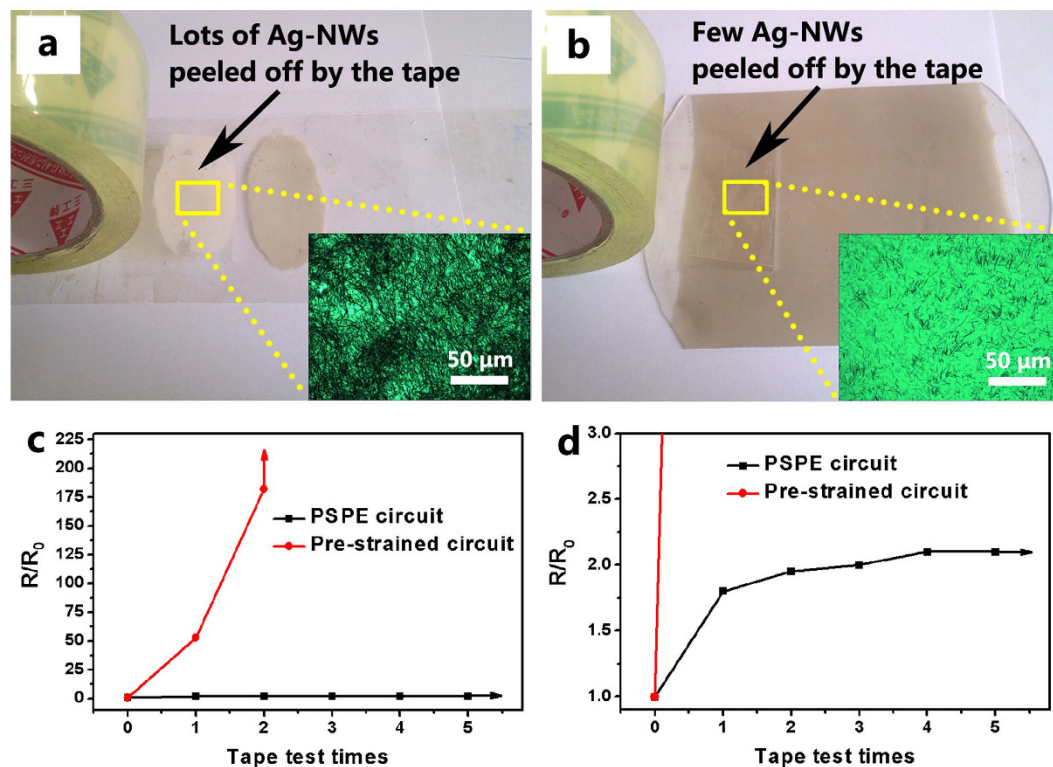 a
Lots of Ag-NWs
peeled off by the tape
50 μm
b
Few Ag-NWs
peeled off by the tape
50 μm
c
225
200
175
150
125
100
75
50
25
0
R/R0
PSPE circuit
Pre-strained circuit
0 1 2 3 4 5
Tape test times
d
3.0
2.5
2.0
1.5
1.0
R/R0
PSPE circuit
Pre-strained circuit
0 1 2 3 4 5
Tape test times